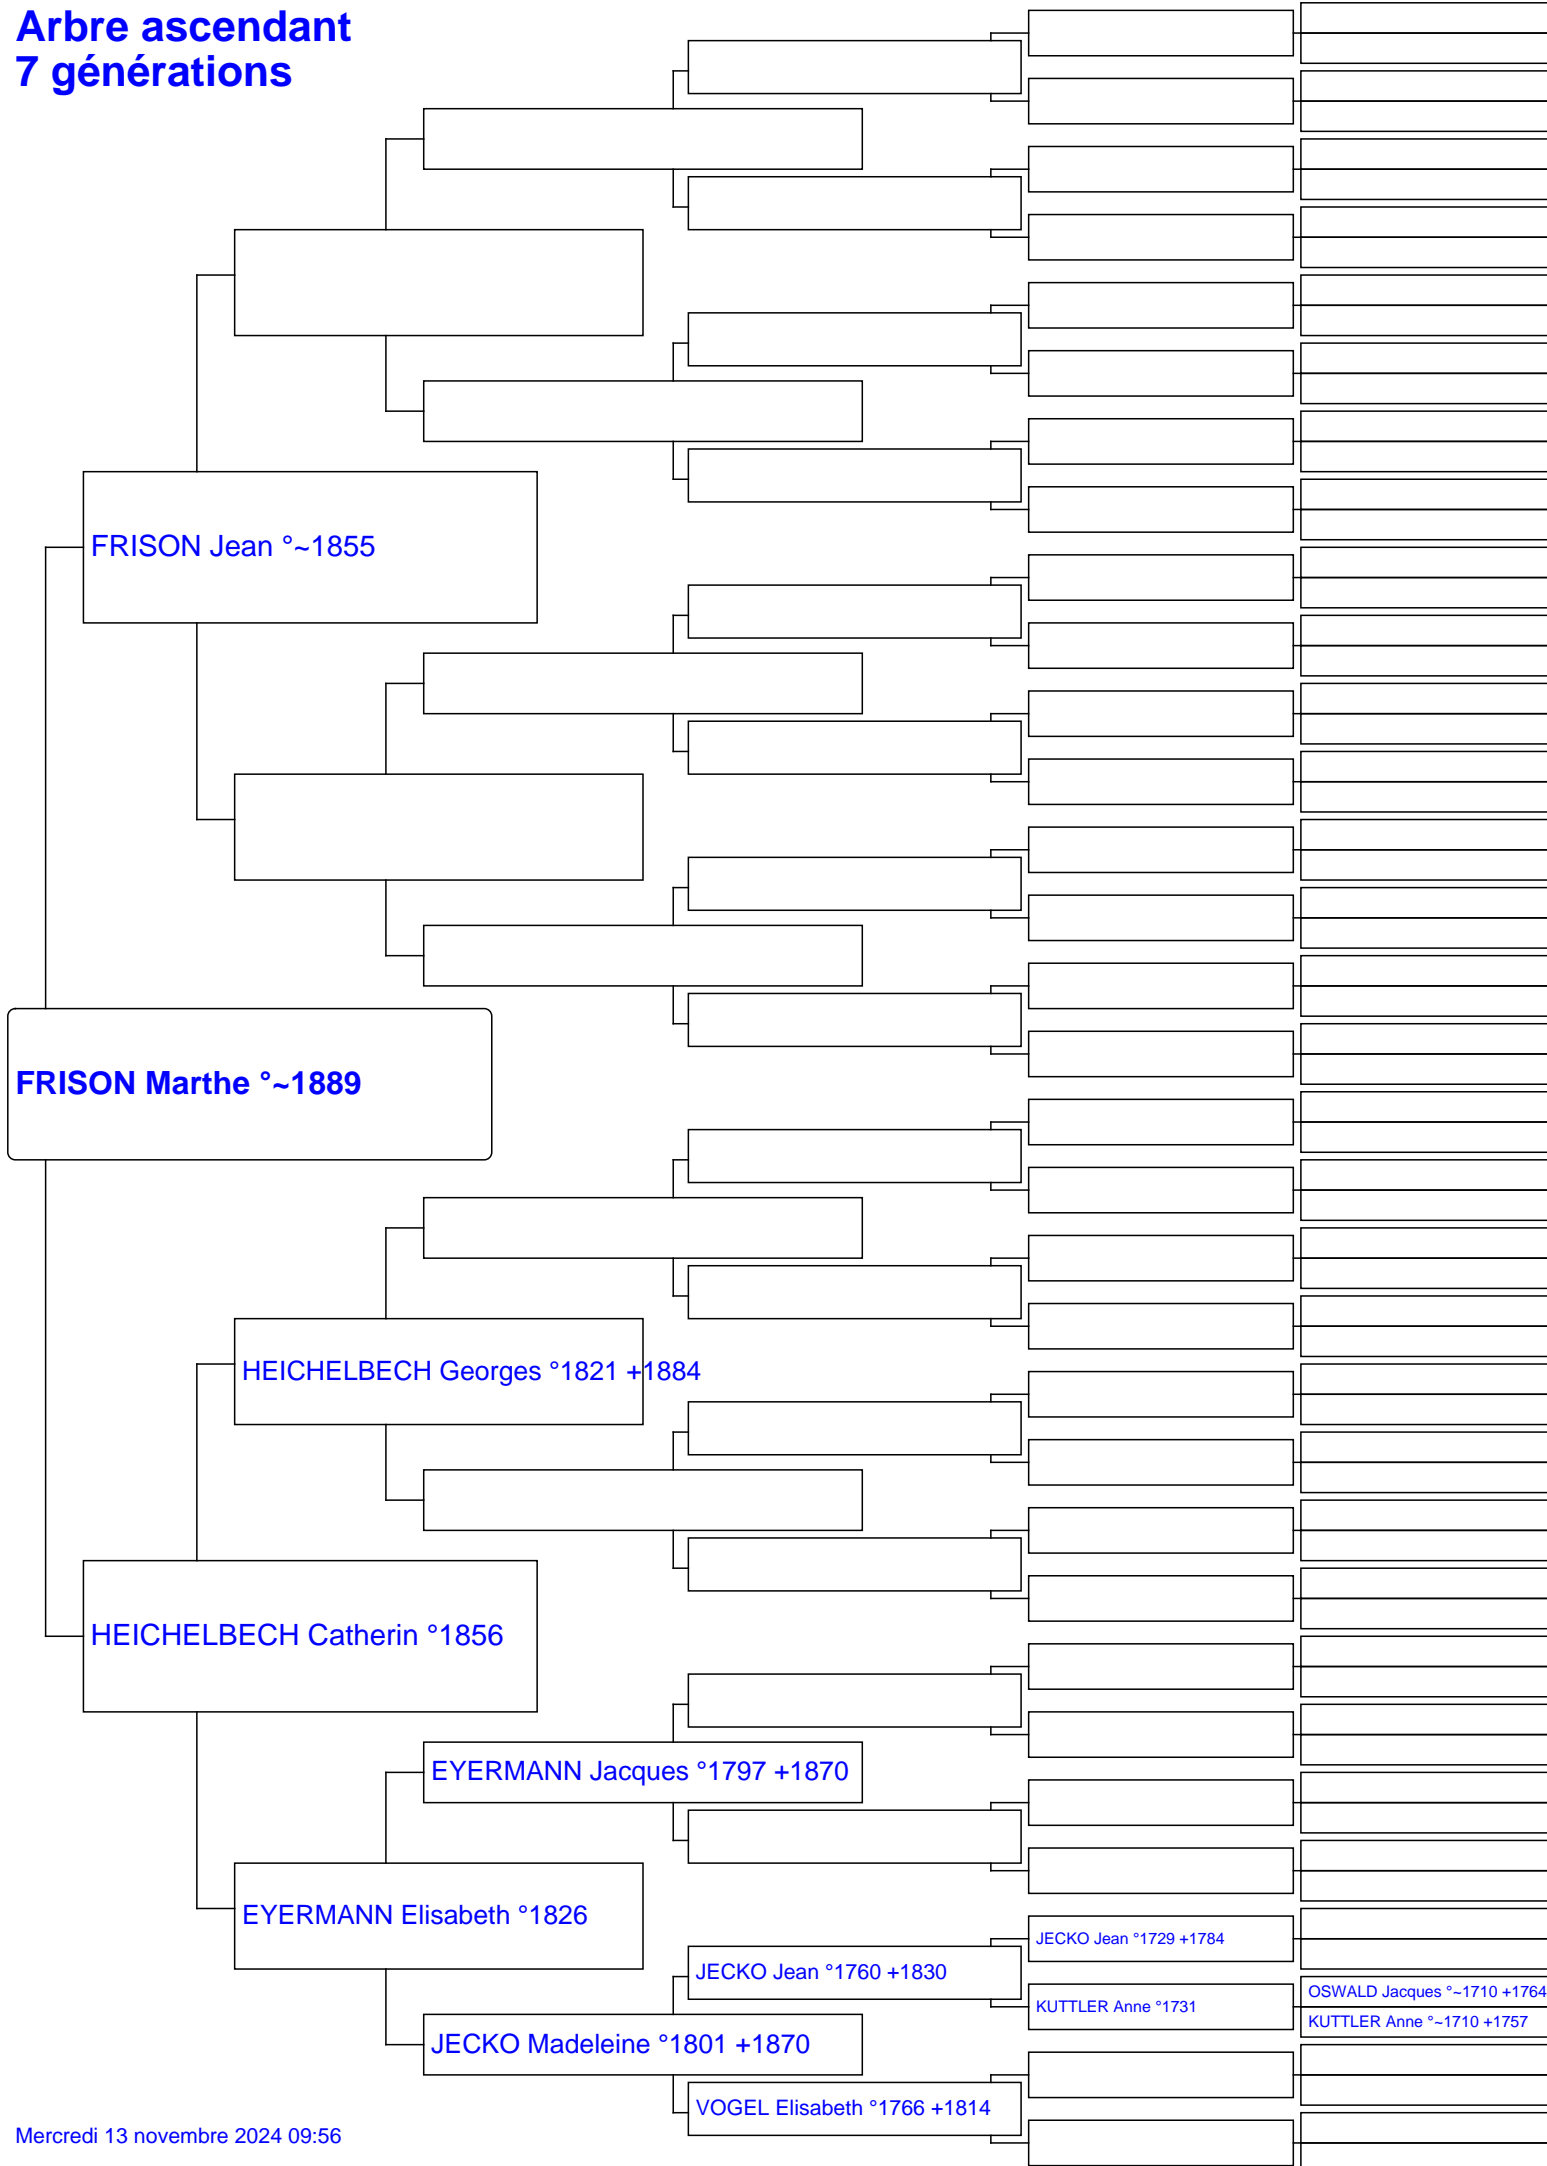 Arbre ascendant
7 générations
FRISON Jean °~1855
FRISON Marthe °~1889
HEICHELBECH Georges °1821 +1884
HEICHELBECH Catherin °1856
EYERMANN Jacques °1797 +1870
EYERMANN Elisabeth °1826
JECKO Jean °1729 +1784
JECKO Jean °1760 +1830
OSWALD Jacques °~1710 +1764
KUTTLER Anne °1731
KUTTLER Anne °~1710 +1757
JECKO Madeleine °1801 +1870
VOGEL Elisabeth °1766 +1814
Mercredi 13 novembre 2024 09:56